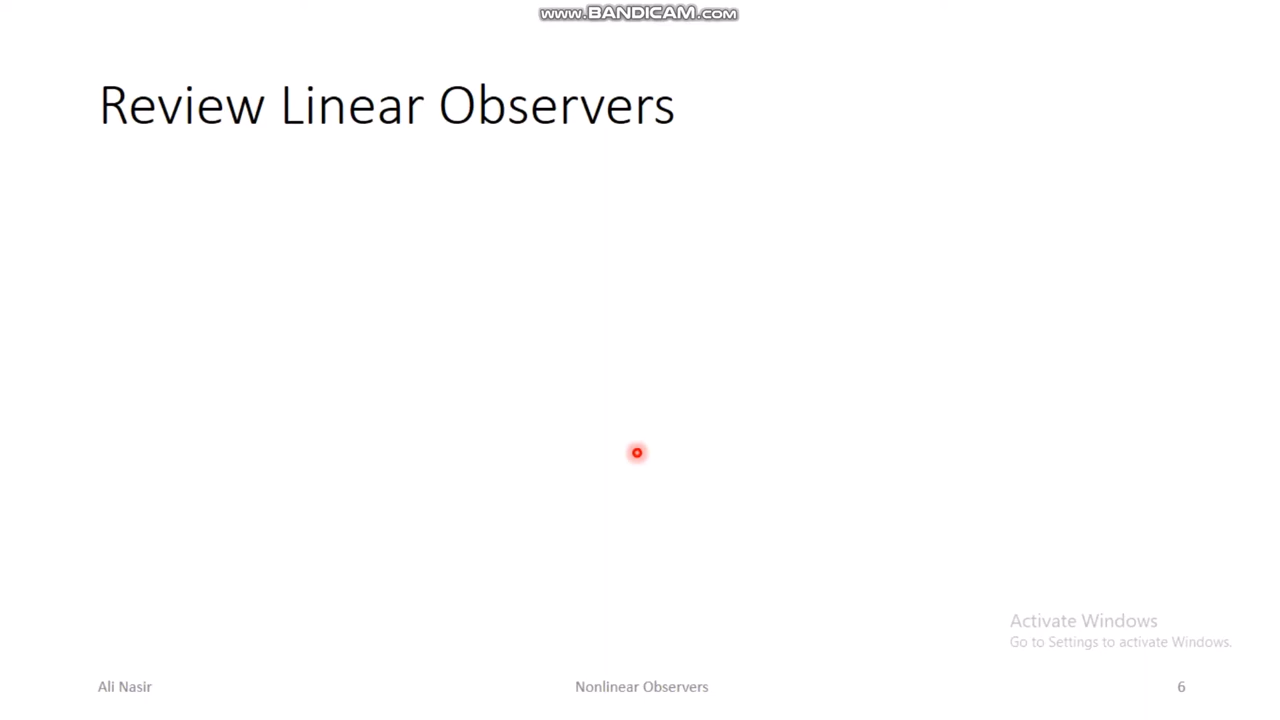 www.BANDICAM.com
Review Linear Observers
Activate Windows
Go to Settings to activate Windows.
Ali Nasir
Nonlinear Observers
6